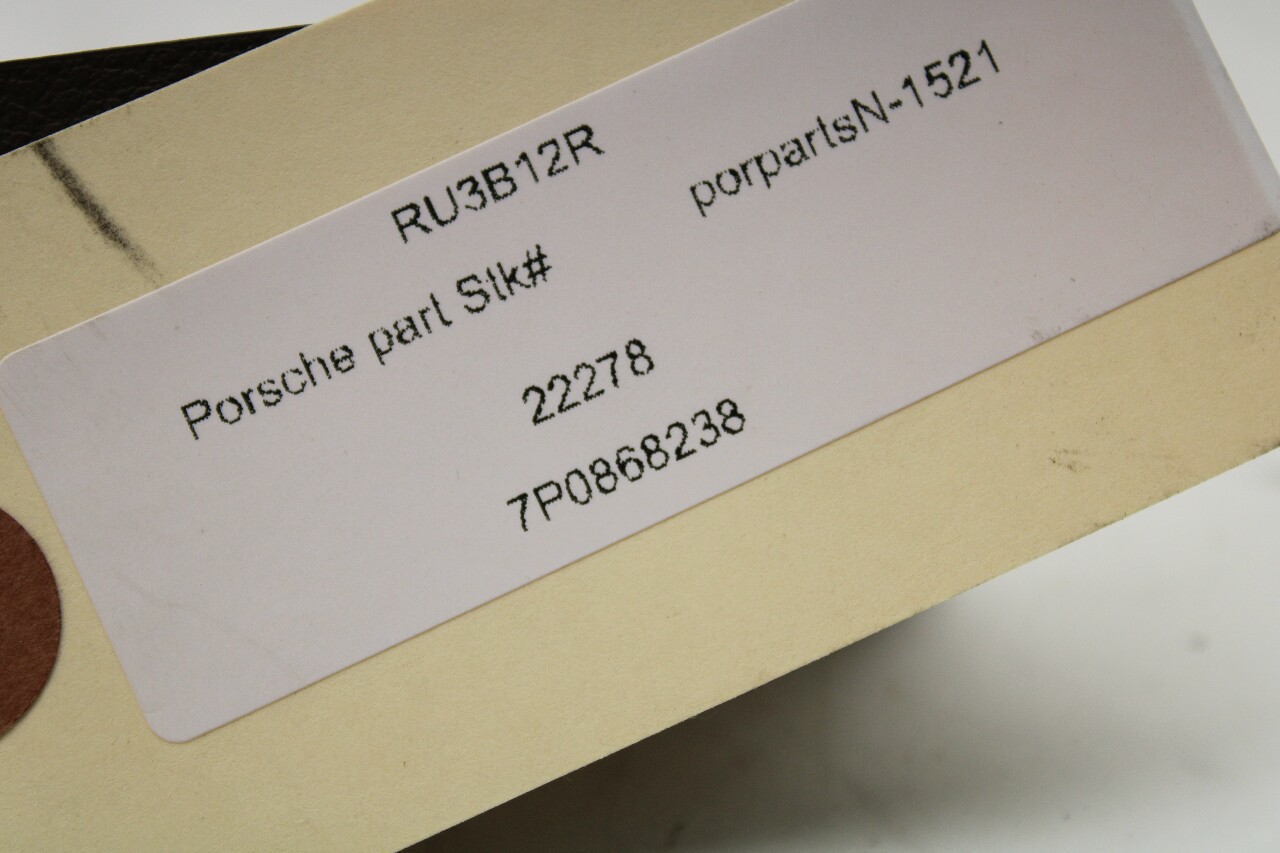 RU3B12R
porpartsN-1521
Porsche part Stk#
22278
7P0868238